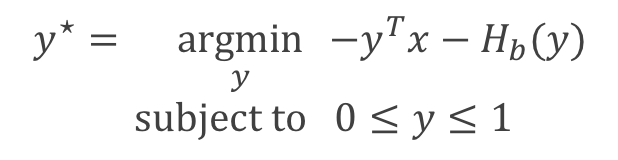 y⋆ = argmin −yᵀx − H_b(y)
y
subject to 0 ≤ y ≤ 1